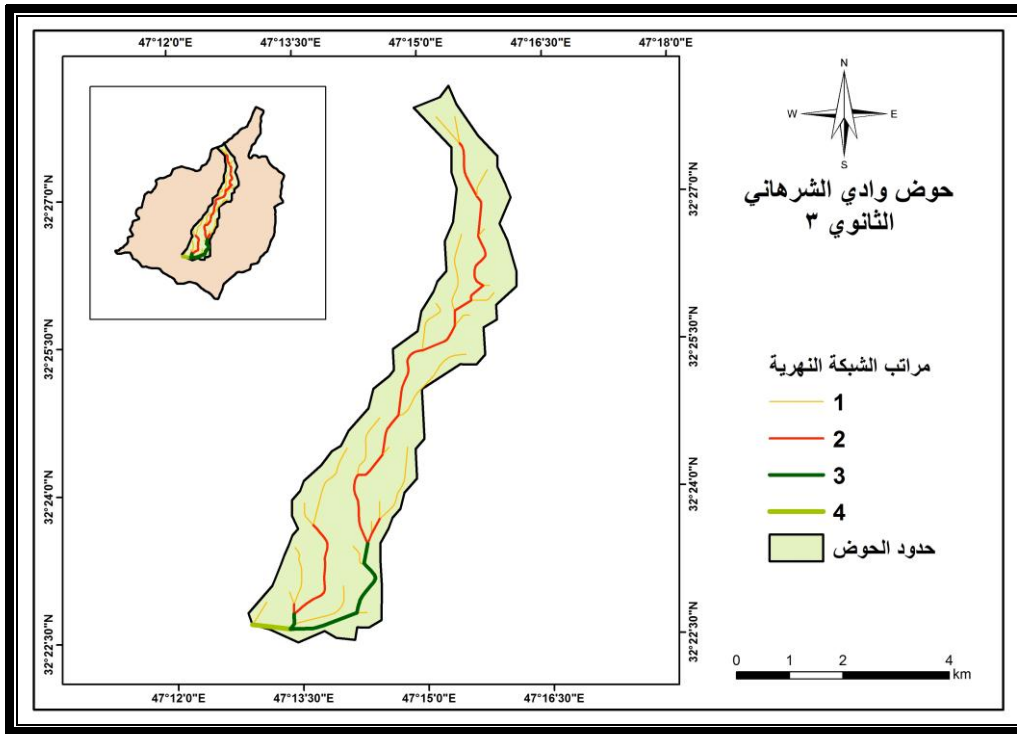 47°12'0"E 47°13'30"E 47°15'0"E 47°16'30"E 47°18'0"E
N
W E
S
حوض وادي الشرهاني
الثانوي ٣
32°27'0"N 32°27'0"N
32°25'30"N 32°25'30"N
مراتب الشبكة النهرية
1
2
3
4
حدود الحوض
32°24'0"N 32°24'0"N
32°22'30"N 32°22'30"N
0 1 2 4
km
47°12'0"E 47°13'30"E 47°15'0"E 47°16'30"E